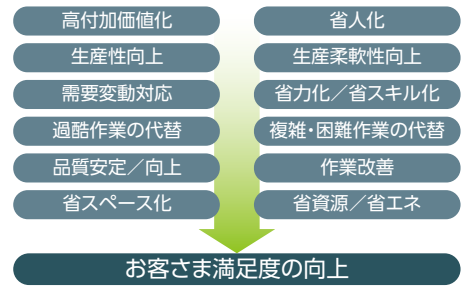 高付加価値化
省人化
生産性向上
生産柔軟性向上
需要変動対応
省力化／省スキル化
過酷作業の代替
複雑・困難作業の代替
品質安定／向上
作業改善
省スペース化
省資源／省エネ
お客さま満足度の向上